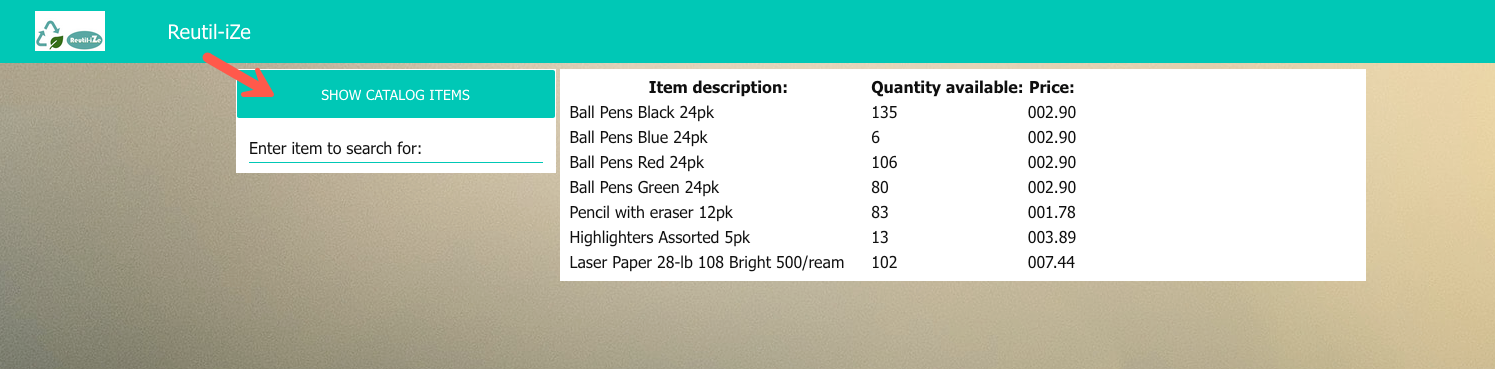 Reutil-iZe
Reutil-iZe
SHOW CATALOG ITEMS
Enter item to search for:
Item description: Quantity available: Price:
Ball Pens Black 24pk 135 002.90
Ball Pens Blue 24pk 6 002.90
Ball Pens Red 24pk 106 002.90
Ball Pens Green 24pk 80 002.90
Pencil with eraser 12pk 83 001.78
Highlighters Assorted 5pk 13 003.89
Laser Paper 28-lb 108 Bright 500/ream 102 007.44